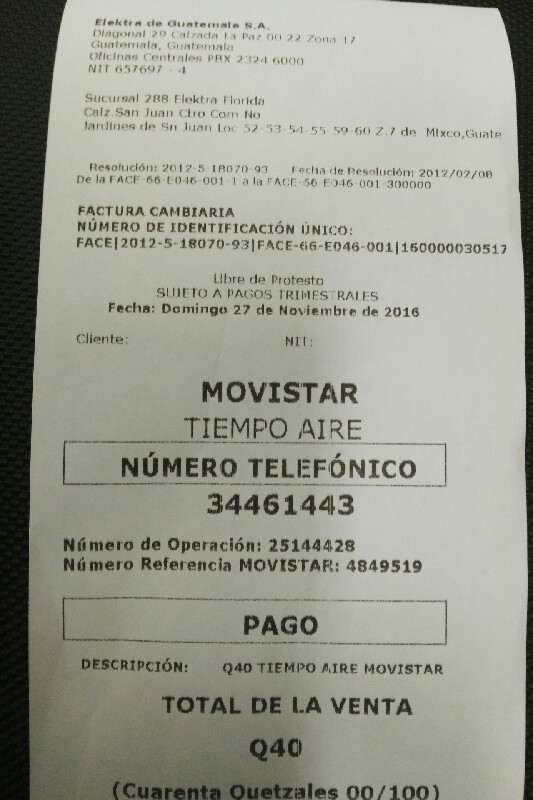 Elektra de Guatemala S.A.
Diagonal 29 Calzada La Paz 00 22 Zona 17
Guatemala, Guatemala
Oficinas Centrales PBX 2324 6000
NIT 657697 - 4
Sucursal 288 Elektra Florida
Calz.San Juan Ctro Com No
Jardines de Sn Juan Loc 52-53-54-55-59-60 Z.7 de Mixco,Guate
Resolución: 2012-5-18070-93 Fecha de Resolución: 2012/02/08
De la FACE-66-E046-001-1 a la FACE-66-E046-001-300000
FACTURA CAMBIARIA
NÚMERO DE IDENTIFICACIÓN ÚNICO:
FACE|2012-5-18070-93|FACE-66-E046-001|160000030517
Libre de Protesto
SUJETO A PAGOS TRIMESTRALES
Fecha: Domingo 27 de Noviembre de 2016
Cliente: NIT:
MOVISTAR
TIEMPO AIRE
NÚMERO TELEFÓNICO
34461443
Número de Operación: 25144428
Número Referencia MOVISTAR: 4849519
PAGO
DESCRIPCIÓN: Q40 TIEMPO AIRE MOVISTAR
TOTAL DE LA VENTA
Q40
(Cuarenta Quetzales 00/100)